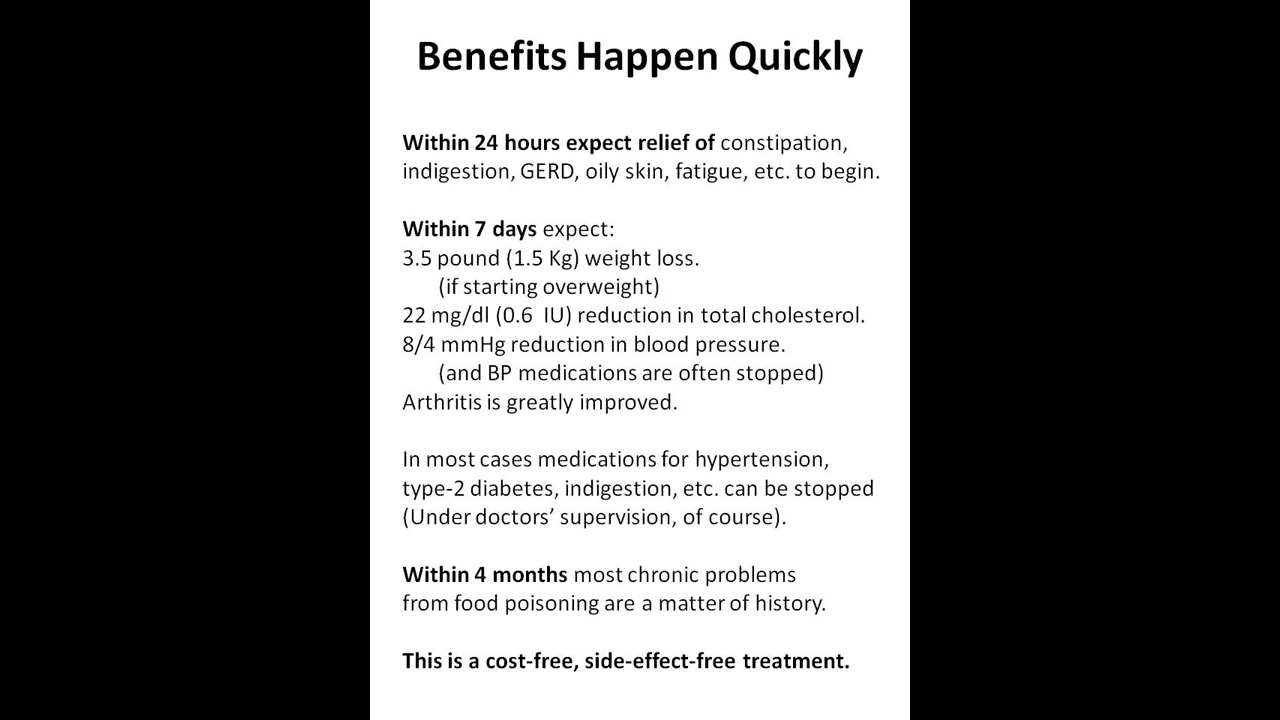 Benefits Happen Quickly
Within 24 hours expect relief of constipation,
indigestion, GERD, oily skin, fatigue, etc. to begin.
Within 7 days expect:
3.5 pound (1.5 Kg) weight loss.
(if starting overweight)
22 mg/dl (0.6  IU) reduction in total cholesterol.
8/4 mmHg reduction in blood pressure.
(and BP medications are often stopped)
Arthritis is greatly improved.
In most cases medications for hypertension,
type-2 diabetes, indigestion, etc. can be stopped
(Under doctors’ supervision, of course).
Within 4 months most chronic problems
from food poisoning are a matter of history.
This is a cost-free, side-effect-free treatment.